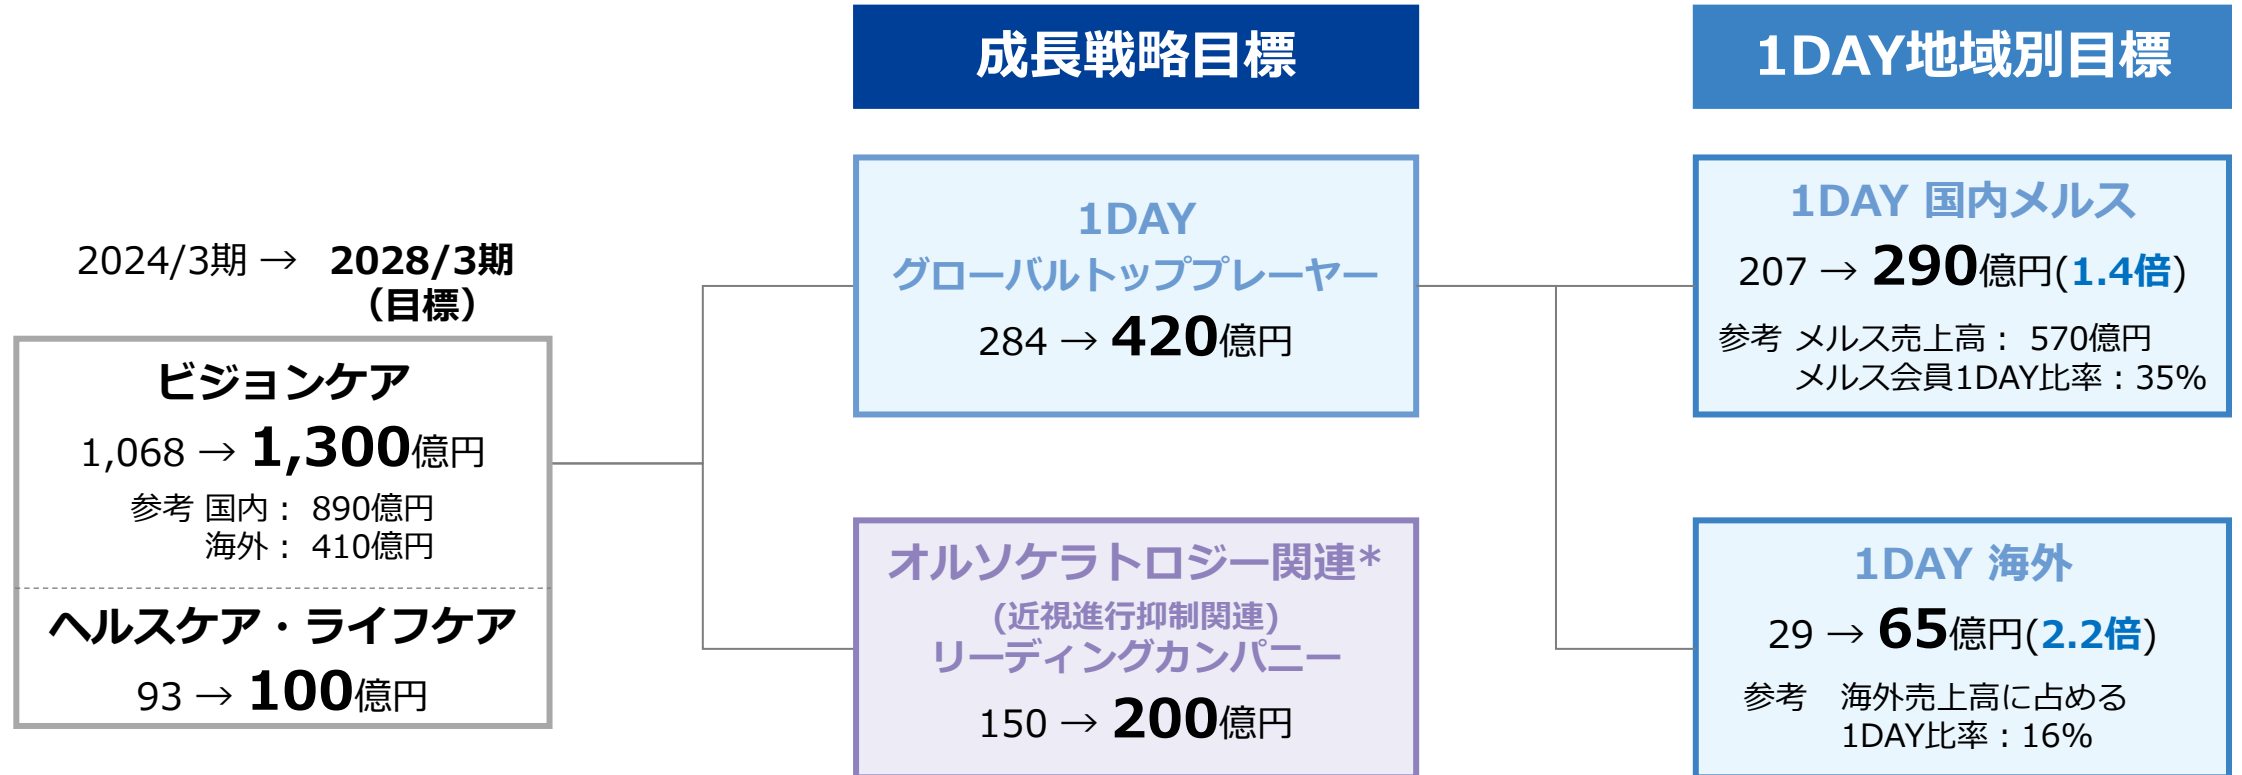 成長戦略目標
1DAY地域別目標
2024/3期 → 2028/3期
（目標）
ビジョンケア
1,068 → 1,300億円
参考 国内： 890億円
海外： 410億円
ヘルスケア・ライフケア
93 → 100億円
1DAY
グローバルトッププレーヤー
284 → 420億円
オルソケラトロジー関連*
(近視進行抑制関連)
リーディングカンパニー
150 → 200億円
1DAY 国内メルス
207 → 290億円(1.4倍)
参考 メルス売上高： 570億円
メルス会員1DAY比率：35%
1DAY 海外
29 → 65億円(2.2倍)
参考　海外売上高に占める
1DAY比率：16%